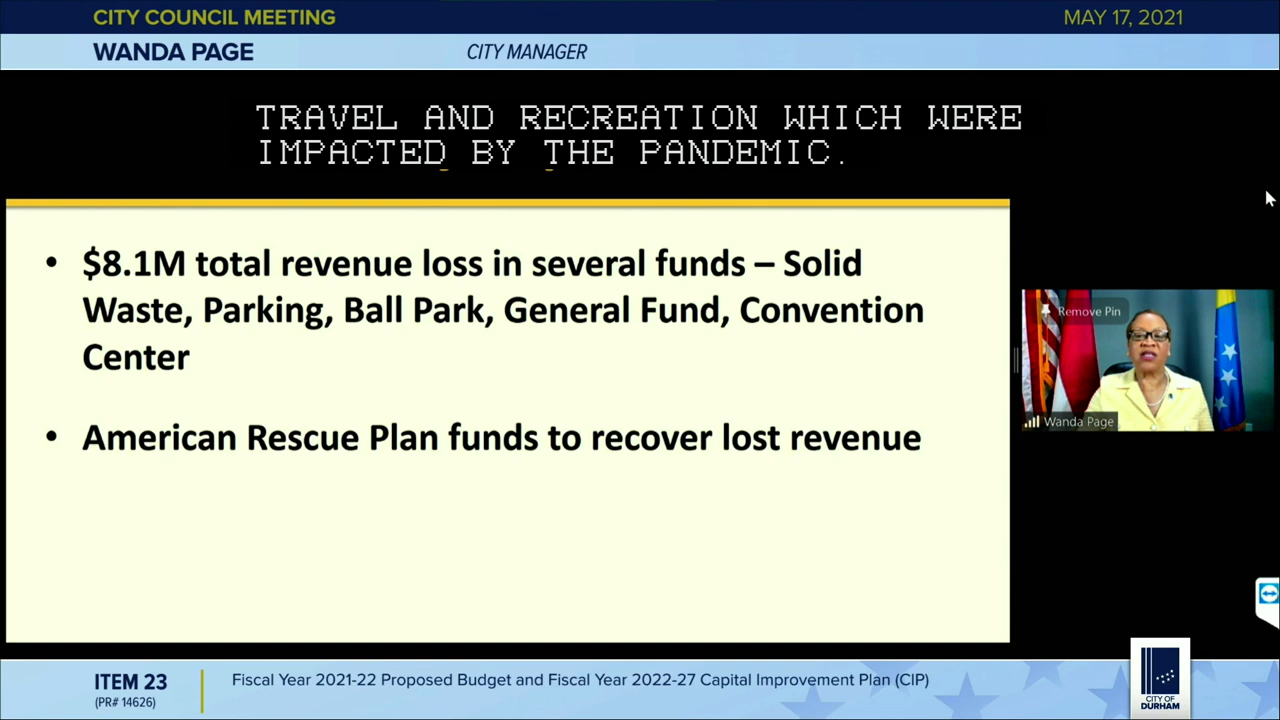 CITY COUNCIL MEETING
MAY 17, 2021
WANDA PAGE
CITY MANAGER
TRAVEL AND RECREATION WHICH WERE
IMPACTED BY THE PANDEMIC.
• $8.1M total revenue loss in several funds – Solid
Waste, Parking, Ball Park, General Fund, Convention
Center
• American Rescue Plan funds to recover lost revenue
Remove Pin
Wanda Page
ITEM 23
(PR# 14626)
Fiscal Year 2021-22 Proposed Budget and Fiscal Year 2022-27 Capital Improvement Plan (CIP)
CITY OF
DURHAM